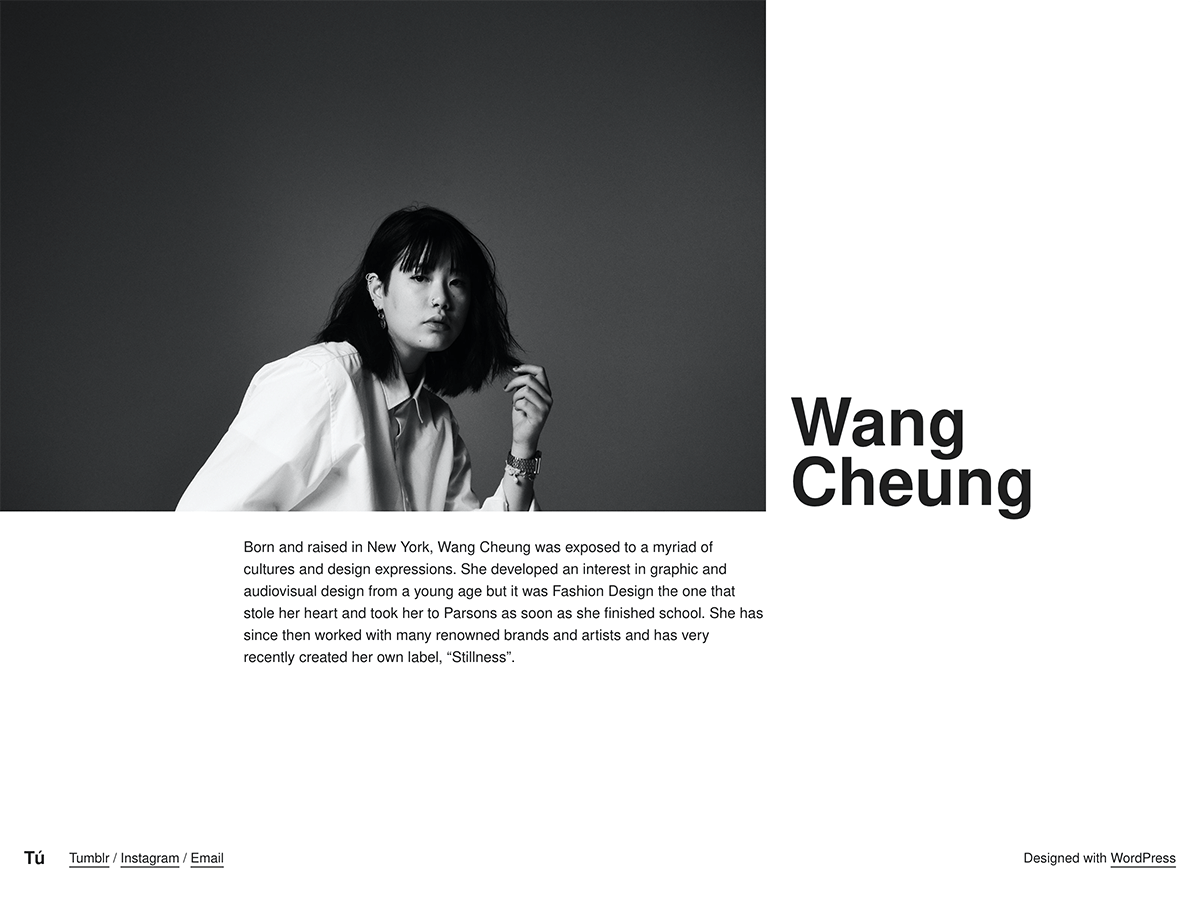 Wang
Cheung
Born and raised in New York, Wang Cheung was exposed to a myriad of
cultures and design expressions. She developed an interest in graphic and
audiovisual design from a young age but it was Fashion Design the one that
stole her heart and took her to Parsons as soon as she finished school. She has
since then worked with many renowned brands and artists and has very
recently created her own label, “Stillness”.
Tú Tumblr / Instagram / Email Designed with WordPress